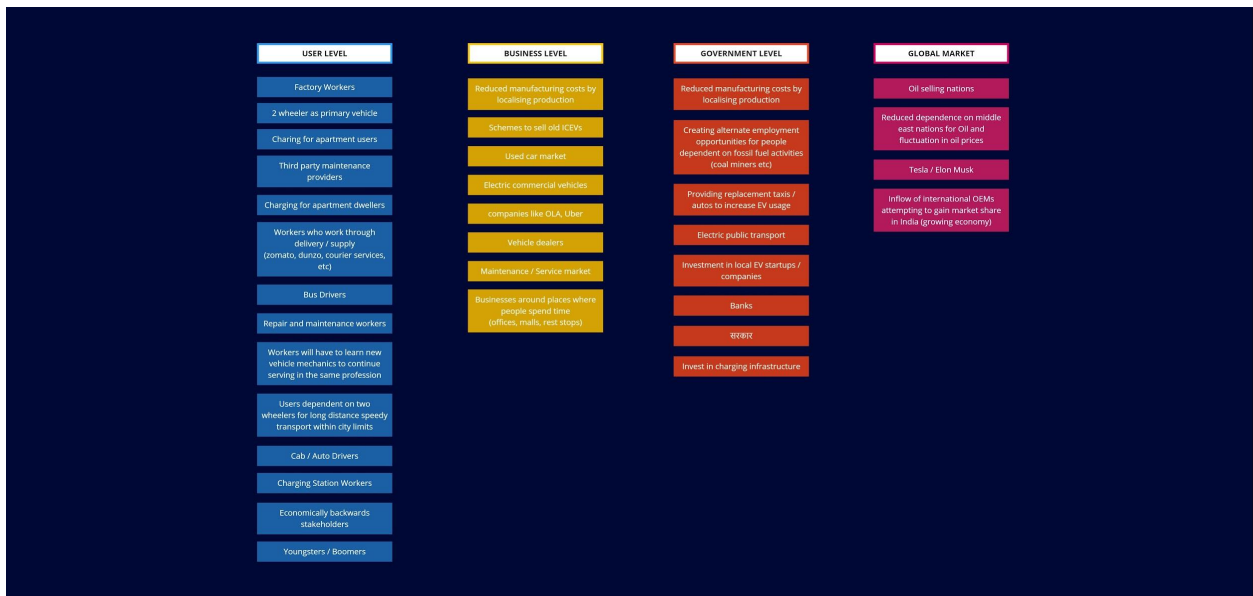 USER LEVEL
Factory Workers
2 wheeler as primary vehicle
Charing for apartment users
Third party maintenance
providers
Charging for apartment dwellers
Workers who work through
delivery / supply
(zomato, dunzo, courier services,
etc)
Bus Drivers
Repair and maintenance workers
Workers will have to learn new
vehicle mechanics to continue
serving in the same profession
Users dependent on two
wheelers for long distance speedy
transport within city limits
Cab / Auto Drivers
Charging Station Workers
Economically backwards
stakeholders
Youngsters / Boomers
BUSINESS LEVEL
Reduced manufacturing costs by
localising production
Schemes to sell old ICEVs
Used car market
Electric commercial vehicles
companies like OLA, Uber
Vehicle dealers
Maintenance / Service market
Businesses around places where
people spend time
(offices, malls, rest stops)
GOVERNMENT LEVEL
Reduced manufacturing costs by
localising production
Creating alternate employment
opportunities for people
dependent on fossil fuel activities
(coal miners etc)
Providing replacement taxis /
autos to increase EV usage
Electric public transport
Investment in local EV startups /
companies
Banks
सरकार
Invest in charging infrastructure
GLOBAL MARKET
Oil selling nations
Reduced dependence on middle
east nations for Oil and
fluctuation in oil prices
Tesla / Elon Musk
Inflow of international OEMs
attempting to gain market share
in India (growing economy)